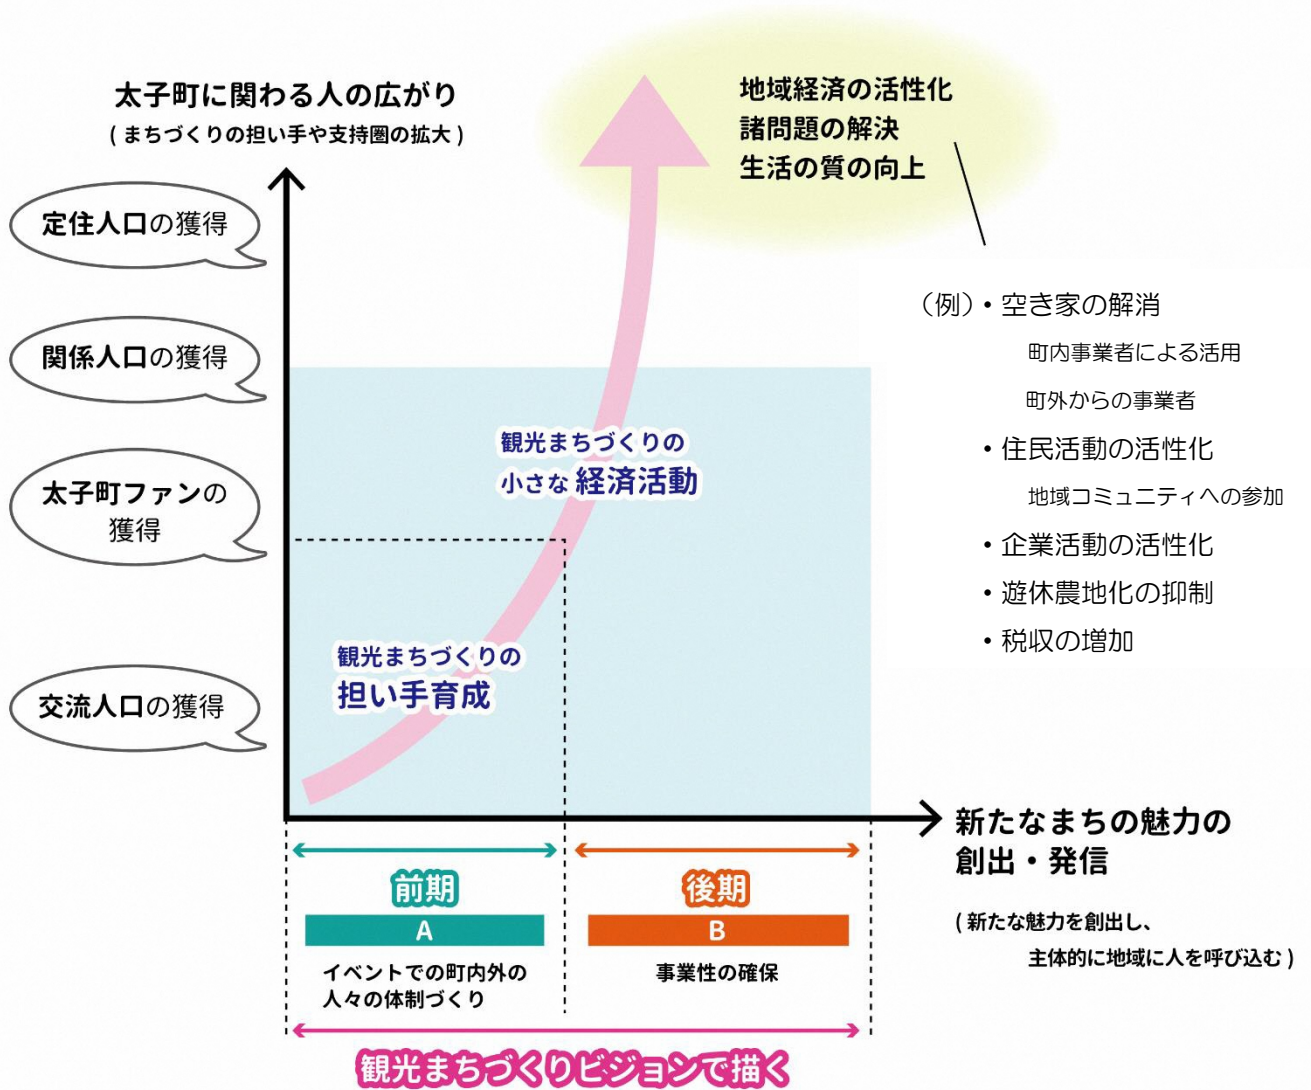 太子町に関わる人の広がり
( まちづくりの担い手や支持圏の拡大 )
地域経済の活性化
諸問題の解決
生活の質の向上
定住人口の獲得
関係人口の獲得
太子町ファンの
獲得
交流人口の獲得
(例)・空き家の解消
町内事業者による活用
町外からの事業者
・住民活動の活性化
地域コミュニティへの参加
・企業活動の活性化
・遊休農地化の抑制
・税収の増加
観光まちづくりの
小さな 経済活動
観光まちづくりの
担い手育成
新たなまちの魅力の
創出・発信
( 新たな魅力を創出し、
主体的に地域に人を呼び込む )
前期
A
イベントでの町内外の
人々の体制づくり
後期
B
事業性の確保
観光まちづくりビジョンで描く